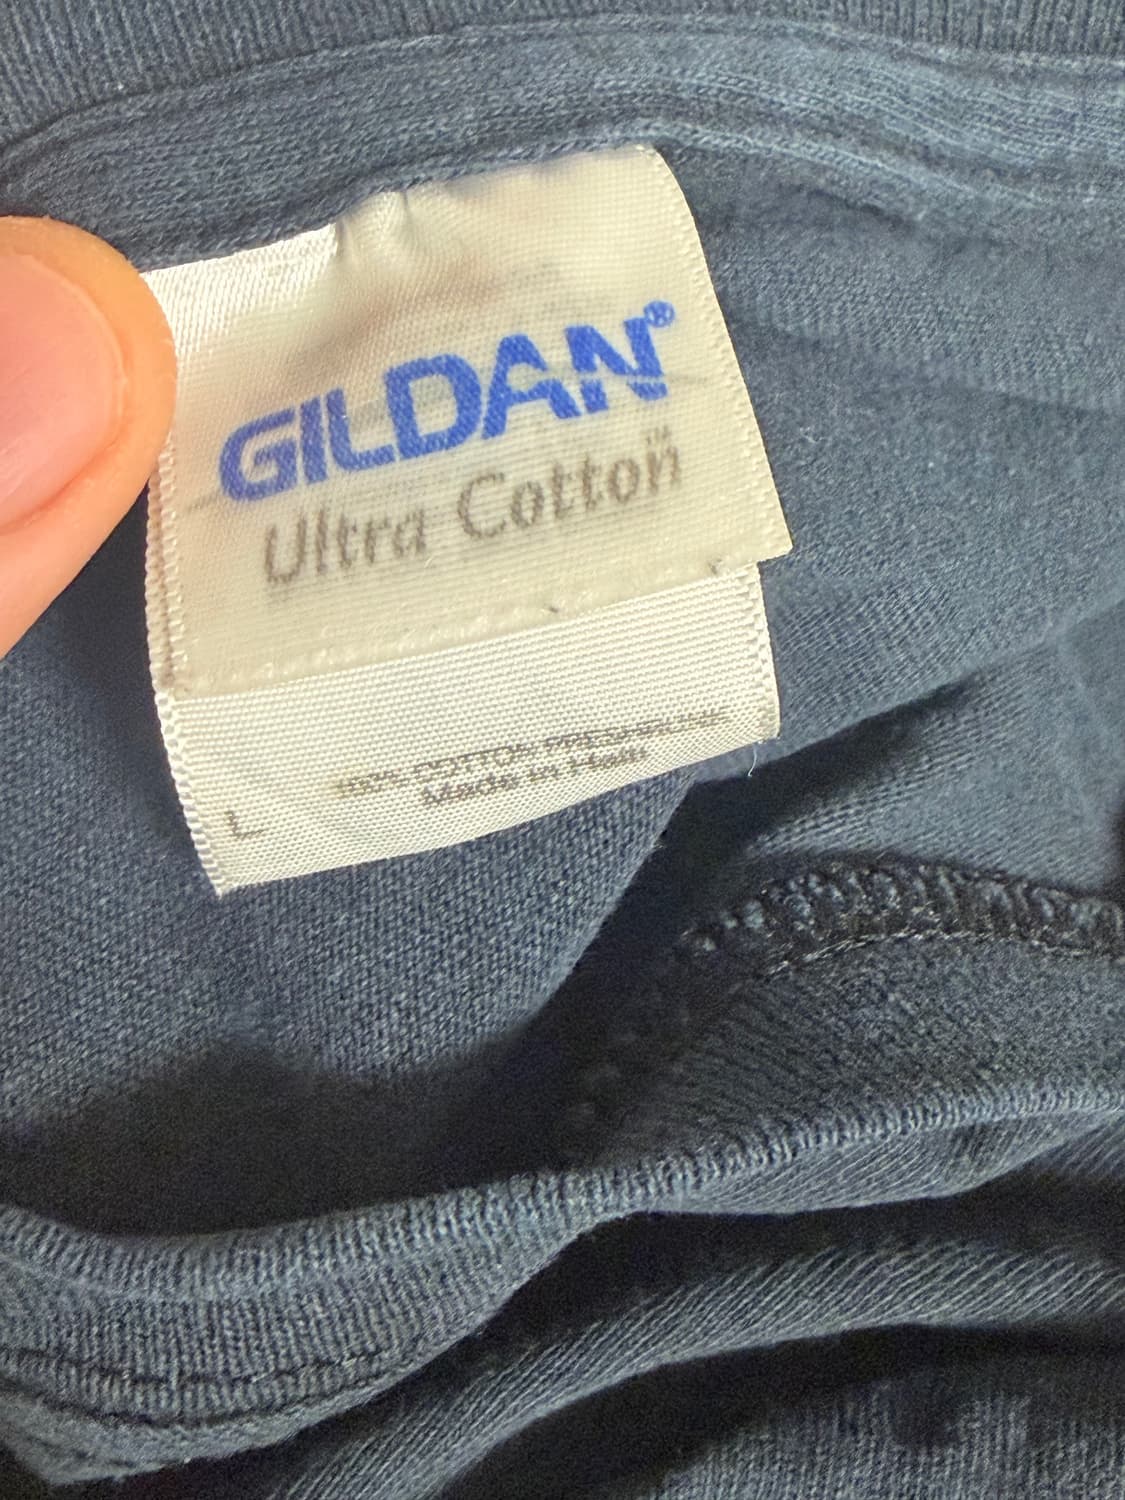 GILDAN®
Ultra Cotton™
100% COTTON PRESHRUNK
Made in Haiti
L